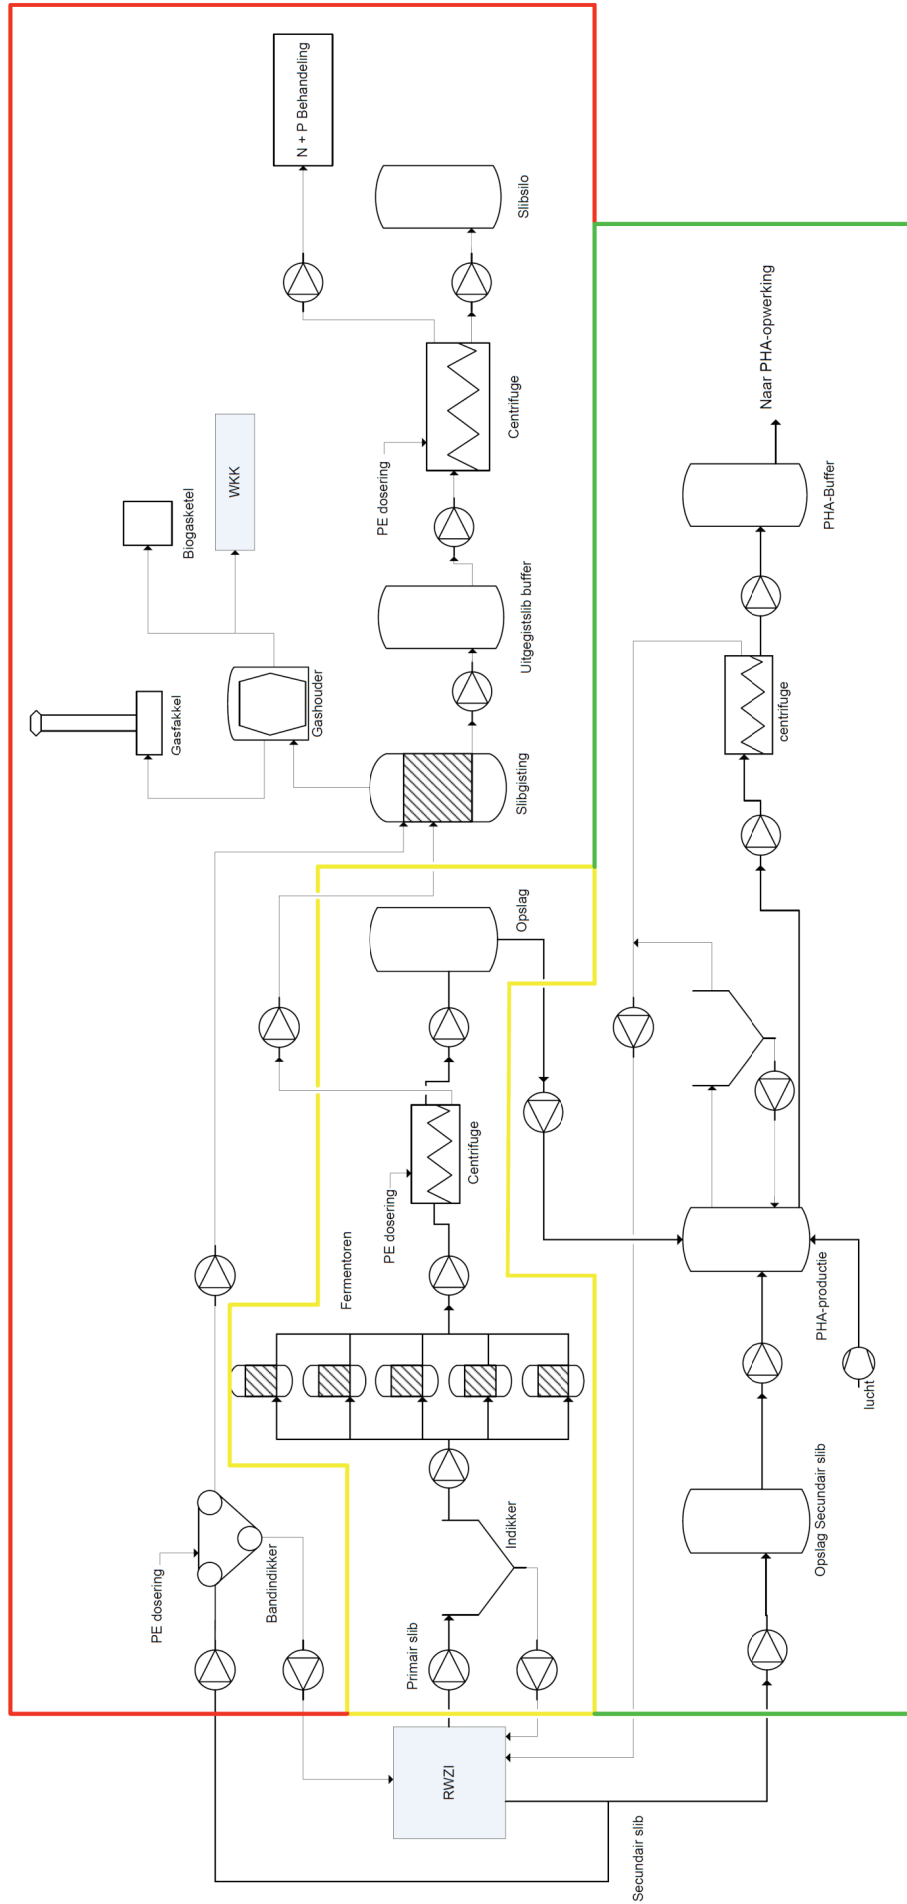 N + P Behandeling
Slibsilo
PE dosering
Centrifuge
Biogasketel
WKK
Gasfakkel
Gashouder
Uitgegistslib buffer
Slibgisting
Naar PHA-opwerking
PHA-Buffer
centrifuge
Opslag
PE dosering
Centrifuge
Fermentoren
PHA-productie
lucht
PE dosering
Bandindikker
Indikker
Primair slib
Opslag Secundair slib
RWZI
Secundair slib